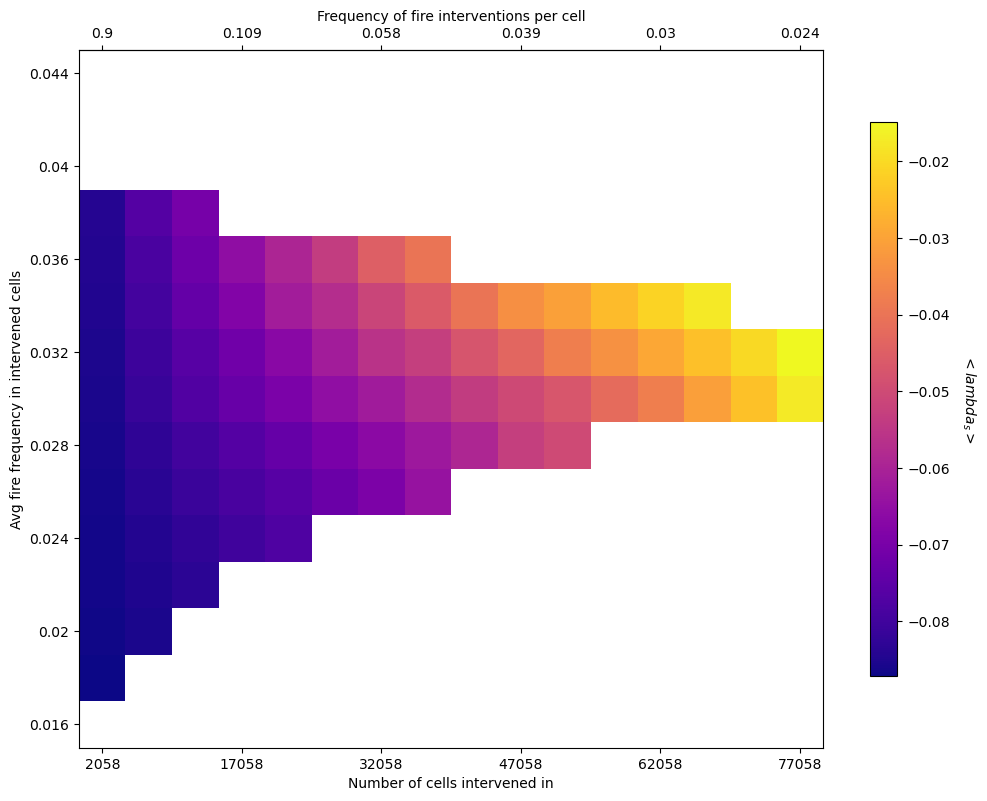 Frequency of fire interventions per cell
0.9 0.109 0.058 0.039 0.03 0.024
0.044
0.04
0.036
0.032
0.028
0.024
0.02
0.016
Avg fire frequency in intervened cells
2058 17058 32058 47058 62058 77058
Number of cells intervened in
−0.02
−0.03
−0.04
−0.05
−0.06
−0.07
−0.08
< lambda_s >